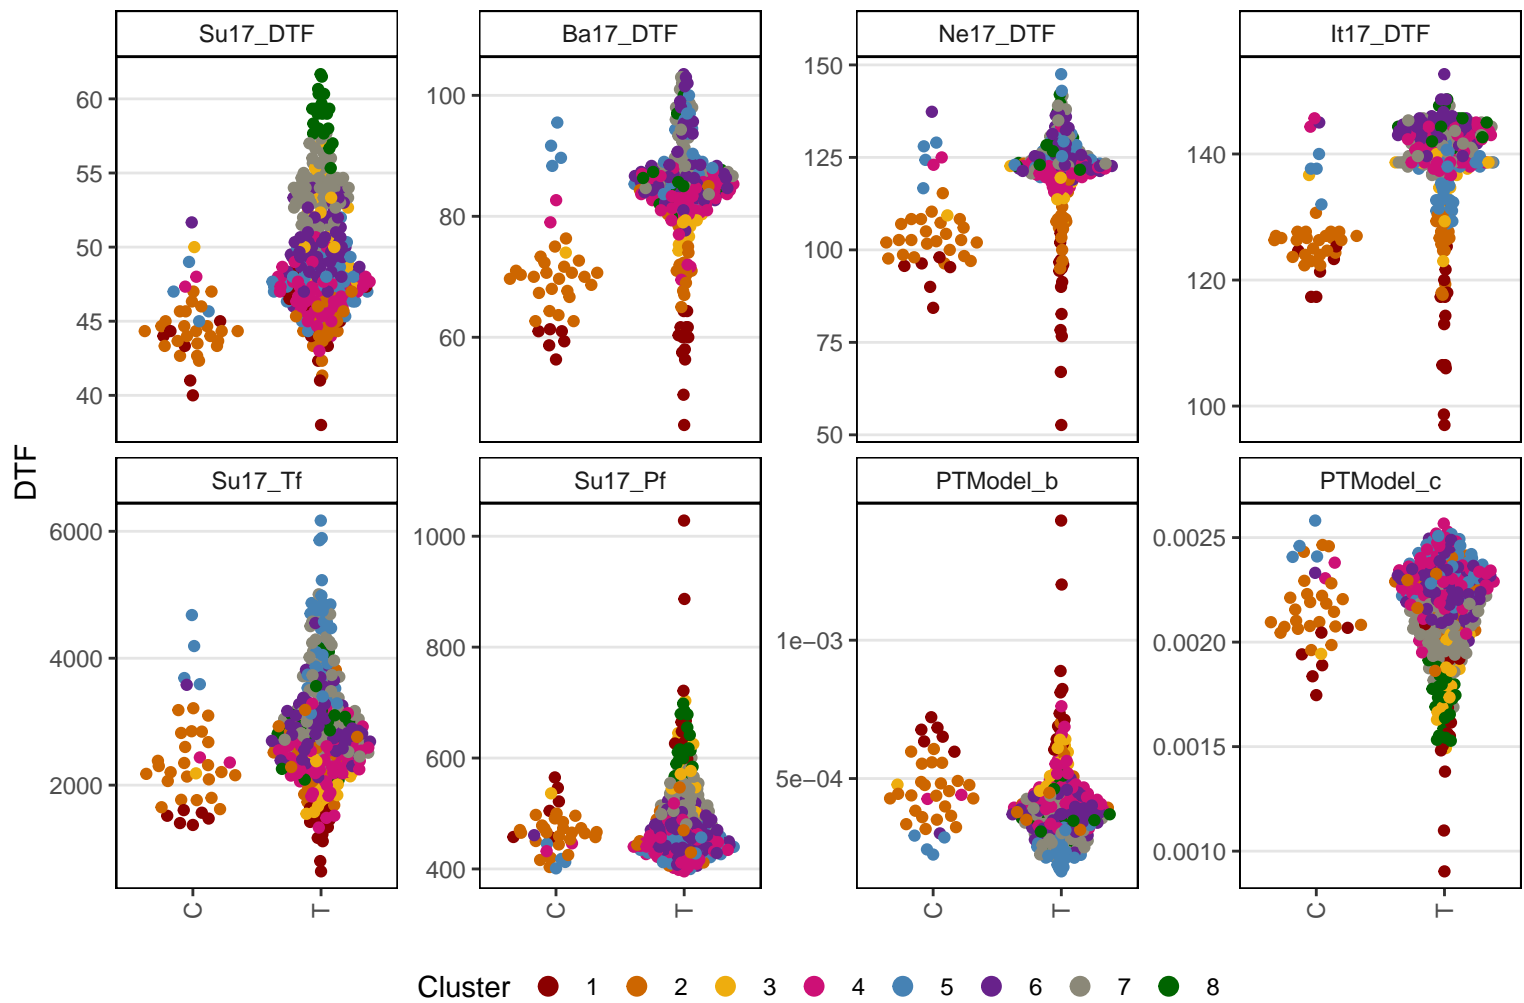 Su17_DTF Ba17_DTF Ne17_DTF It17_DTF
60 55 50 45 40
100 80 60
150 125 100 75 50
140 120 100
DTF
Su17_Tf Su17_Pf PTModel_b PTModel_c
6000 4000 2000
1000 800 600 400
1e−03 5e−04
0.0025 0.0020 0.0015 0.0010
C T C T C T C T
Cluster 1 2 3 4 5 6 7 8